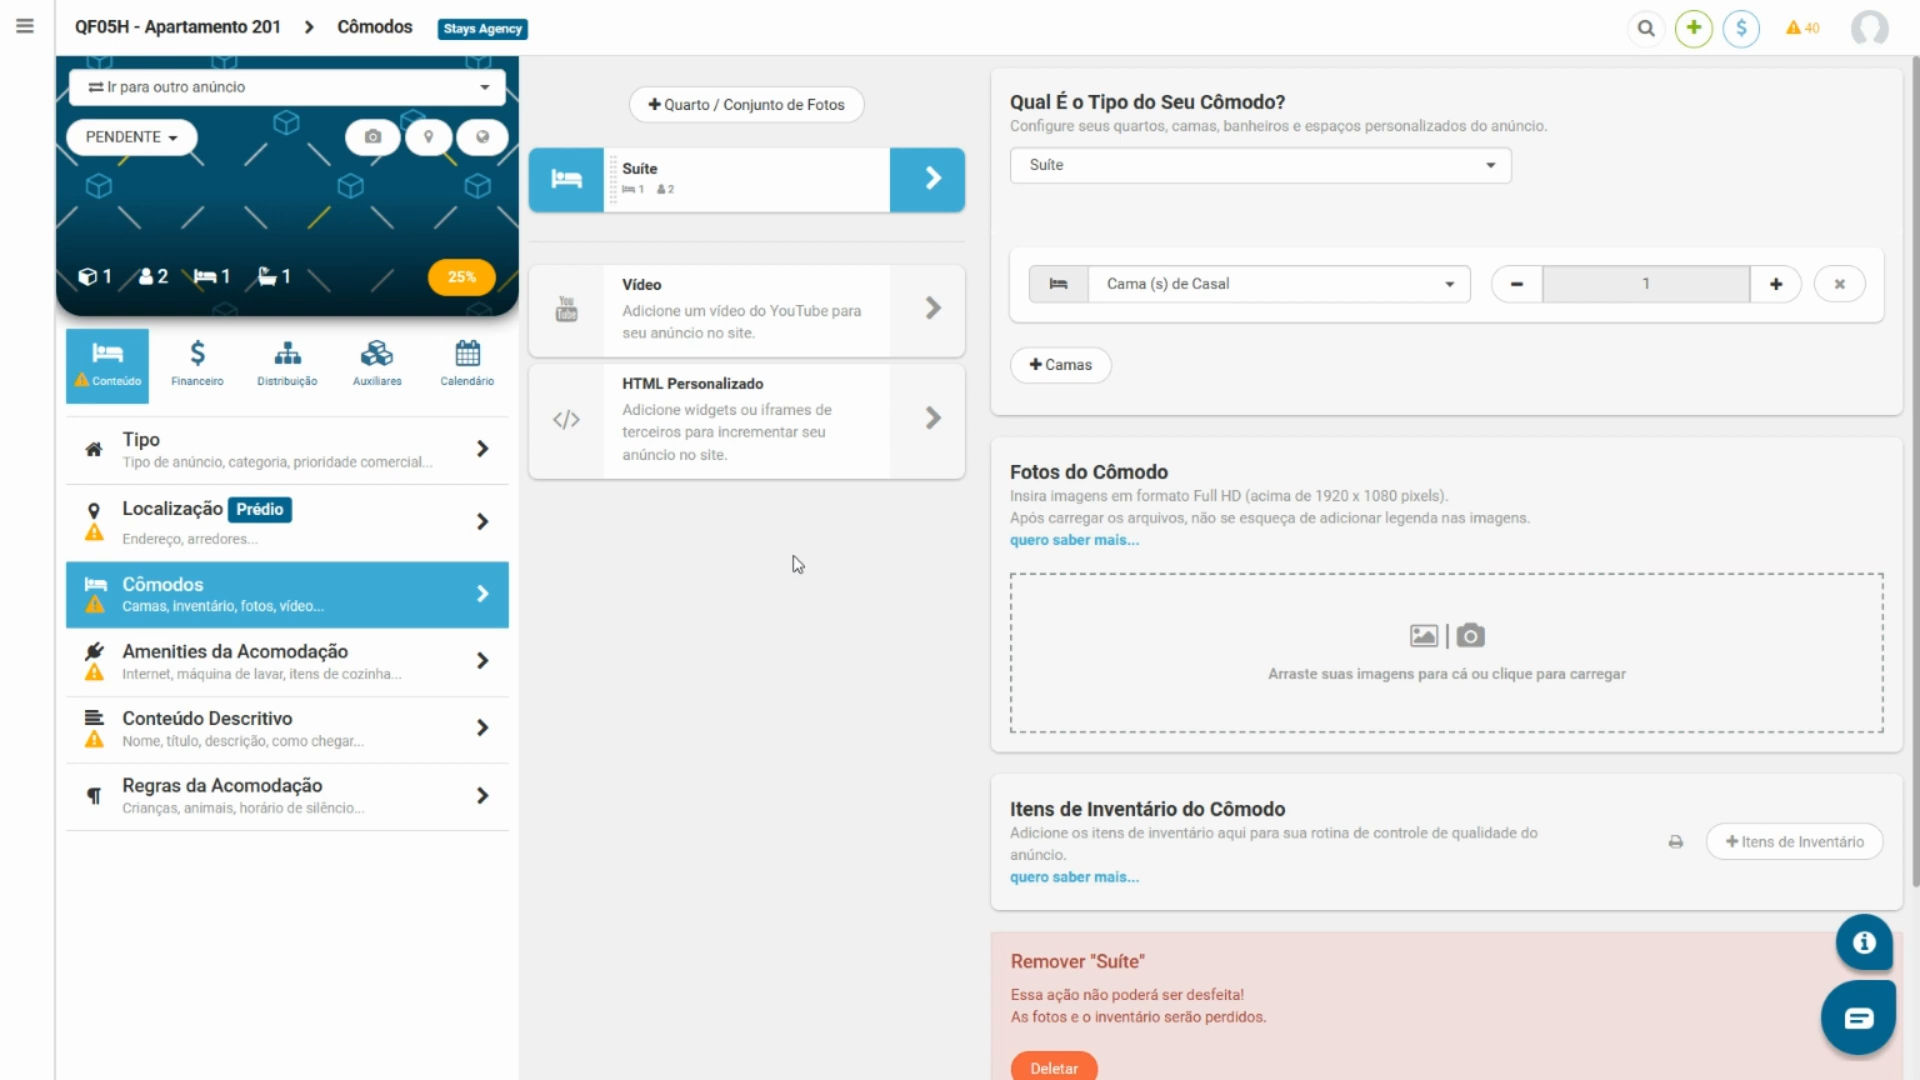 QF05H - Apartamento 201
Cômodos
Stays Agency
40
Ir para outro anúncio
PENDENTE
1
2
1
1
25%
Conteúdo
Financeiro
Distribuição
Auxiliares
Calendário
Tipo
Tipo de anúncio, categoria, prioridade comercial...
Localização Prédio
Endereço, arredores...
Cômodos
Camas, inventário, fotos, vídeo...
Amenities da Acomodação
Internet, máquina de lavar, itens de cozinha...
Conteúdo Descritivo
Nome, título, descrição, como chegar...
Regras da Acomodação
Crianças, animais, horário de silêncio...
+ Quarto / Conjunto de Fotos
Suíte
1 2
You
Tube
Vídeo
Adicione um vídeo do YouTube para
seu anúncio no site.
HTML Personalizado
Adicione widgets ou iframes de
terceiros para incrementar seu
anúncio no site.
Qual É o Tipo do Seu Cômodo?
Configure seus quartos, camas, banheiros e espaços personalizados do anúncio.
Suíte
Cama (s) de Casal
1
+ Camas
Fotos do Cômodo
Insira imagens em formato Full HD (acima de 1920 x 1080 pixels).
Após carregar os arquivos, não se esqueça de adicionar legenda nas imagens.
quero saber mais...
Arraste suas imagens para cá ou clique para carregar
Itens de Inventário do Cômodo
Adicione os itens de inventário aqui para sua rotina de controle de qualidade do
anúncio.
quero saber mais...
+ Itens de Inventário
Remover "Suíte"
Essa ação não poderá ser desfeita!
As fotos e o inventário serão perdidos.
Deletar